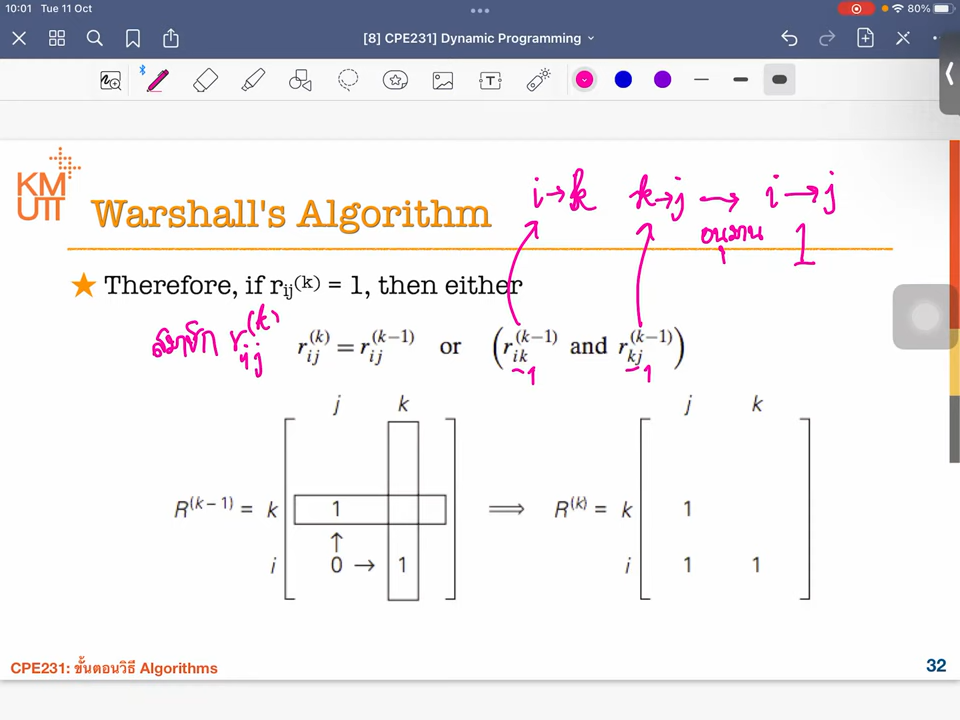 10:01 Tue 11 Oct 80%
[8] CPE231] Dynamic Programming
KM
UTT
Warshall's Algorithm
i→k k→j → i→j
อนุมาน 1
★ Therefore, if rᵢⱼ⁽ᵏ⁾ = 1, then either
สมาชิก rᵢⱼ⁽ᵏ⁾
rᵢⱼ⁽ᵏ⁾ = rᵢⱼ⁽ᵏ⁻¹⁾ or (rᵢₖ⁽ᵏ⁻¹⁾ and rₖⱼ⁽ᵏ⁻¹⁾)
=1 =1
j k j k
R⁽ᵏ⁻¹⁾ = k 1 ⟹ R⁽ᵏ⁾ = k 1
↑
i 0 → 1 i 1 1
CPE231: ขั้นตอนวิธี Algorithms 32